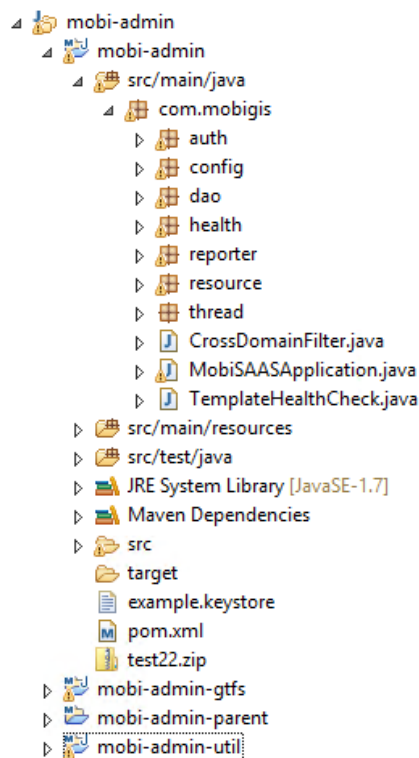 mobi-admin
mobi-admin
src/main/java
com.mobigis
auth
config
dao
health
reporter
resource
thread
CrossDomainFilter.java
MobiSAASApplication.java
TemplateHealthCheck.java
src/main/resources
src/test/java
JRE System Library [JavaSE-1.7]
Maven Dependencies
src
target
example.keystore
pom.xml
test22.zip
mobi-admin-gtfs
mobi-admin-parent
mobi-admin-util